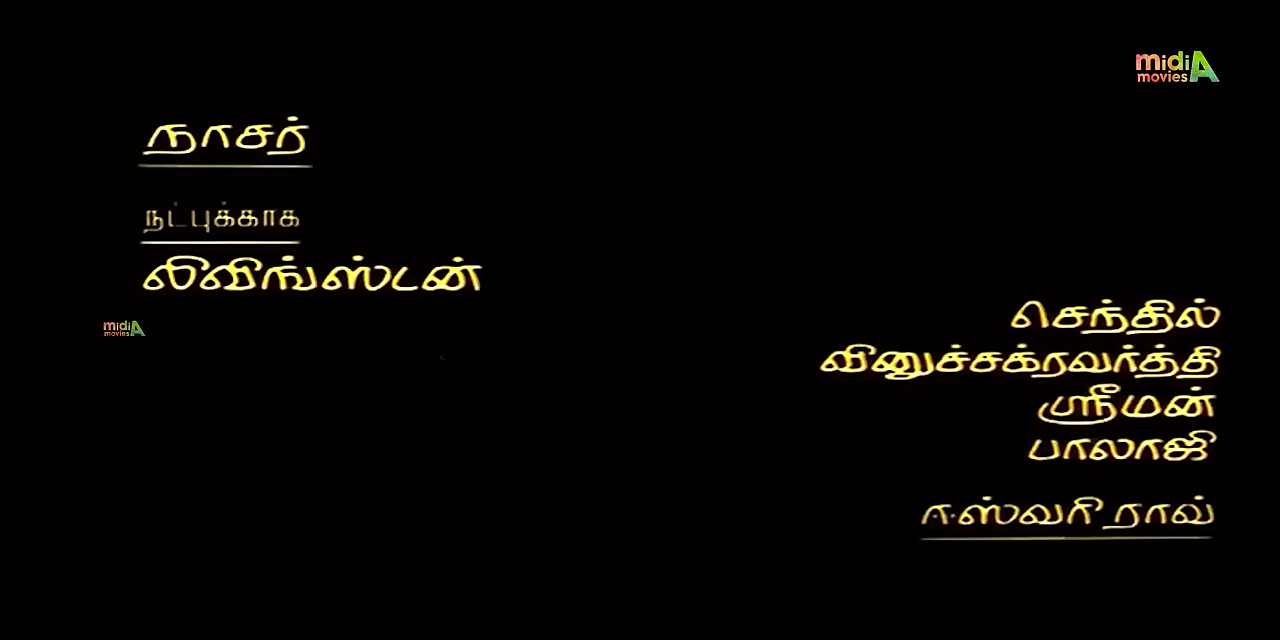 midiA
movies
நாசர்
நட்புக்காக
லிவிங்ஸ்டன்
midiA
movies
செந்தில்
வினுச்சக்ரவர்த்தி
ஸ்ரீமன்
பாலாஜி
ஈஸ்வரி ராவ்